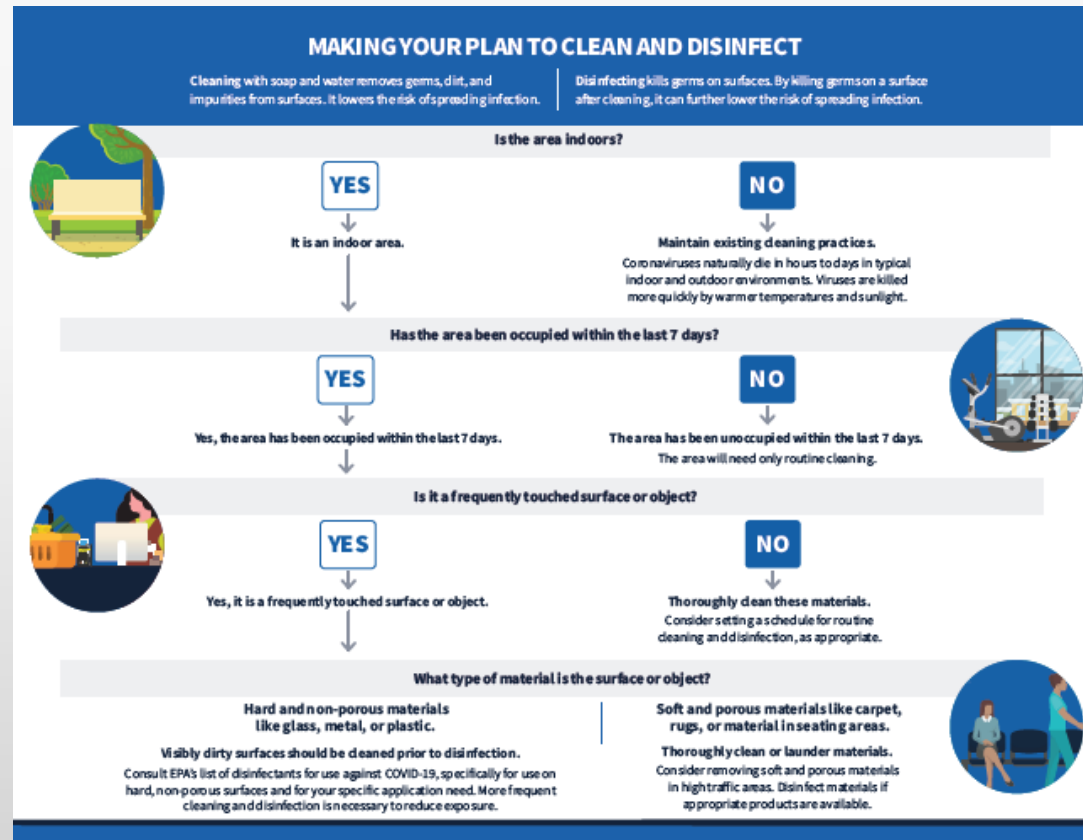 MAKING YOUR PLAN TO CLEAN AND DISINFECT
Cleaning with soap and water removes germs, dirt, and
impurities from surfaces. It lowers the risk of spreading infection.
Disinfecting kills germs on surfaces. By killing germs on a surface
after cleaning, it can further lower the risk of spreading infection.
Is the area indoors?
YES
It is an indoor area.
NO
Maintain existing cleaning practices.
Coronaviruses naturally die in hours to days in typical
indoor and outdoor environments. Viruses are killed
more quickly by warmer temperatures and sunlight.
Has the area been occupied within the last 7 days?
YES
Yes, the area has been occupied within the last 7 days.
NO
The area has been unoccupied within the last 7 days.
The area will need only routine cleaning.
Is it a frequently touched surface or object?
YES
Yes, it is a frequently touched surface or object.
NO
Thoroughly clean these materials.
Consider setting a schedule for routine
cleaning and disinfection, as appropriate.
What type of material is the surface or object?
Hard and non-porous materials
like glass, metal, or plastic.
Visibly dirty surfaces should be cleaned prior to disinfection.
Consult EPA's list of disinfectants for use against COVID-19, specifically for use on
hard, non-porous surfaces and for your specific application need. More frequent
cleaning and disinfection is necessary to reduce exposure.
Soft and porous materials like carpet,
rugs, or material in seating areas.
Thoroughly clean or launder materials.
Consider removing soft and porous materials
in high traffic areas. Disinfect materials if
appropriate products are available.